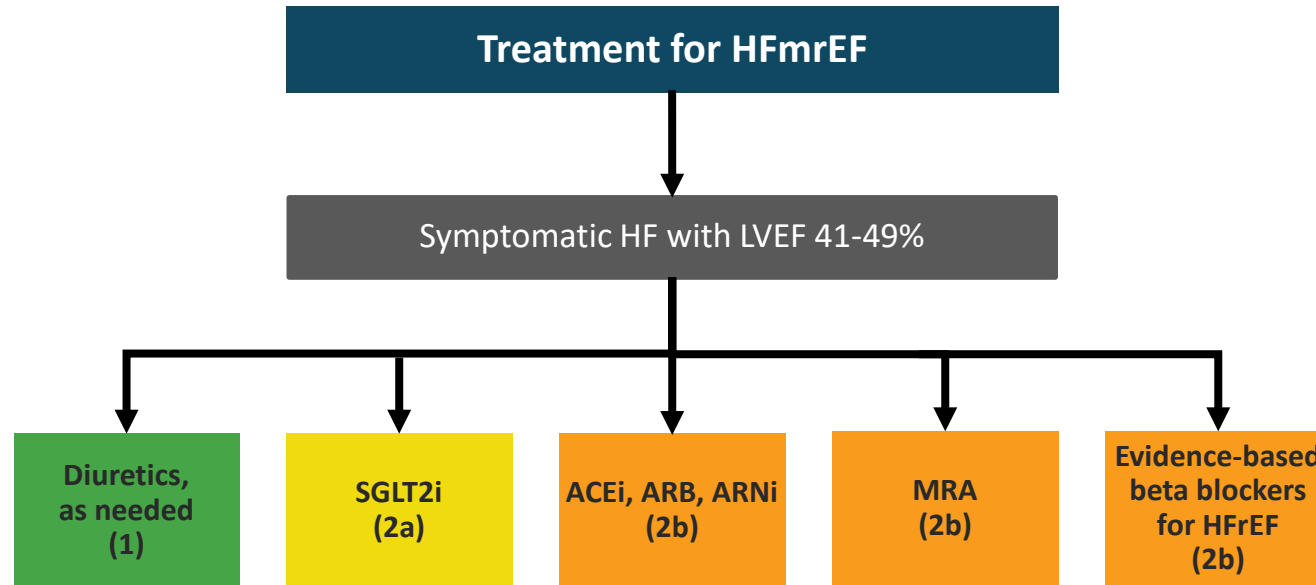 Treatment for HFmrEF
Symptomatic HF with LVEF 41-49%
Diuretics,
as needed
(1)
SGLT2i
(2a)
ACEi, ARB, ARNi
(2b)
MRA
(2b)
Evidence-based
beta blockers
for HFrEF
(2b)